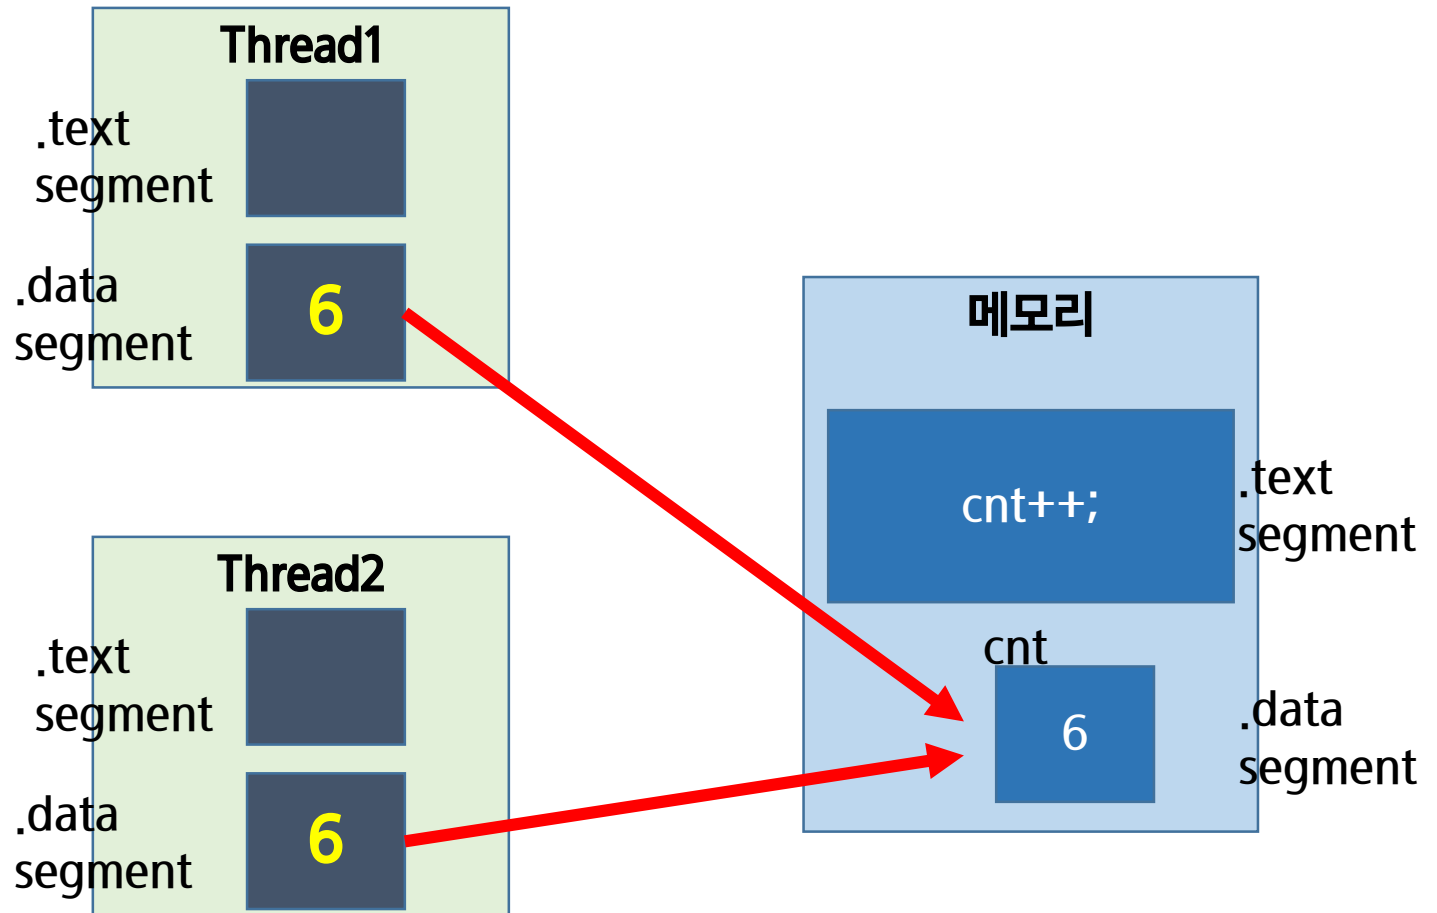 Thread1
.text
segment
.data
segment
6
메모리
cnt++;
.text
segment
cnt
6
.data
segment
Thread2
.text
segment
.data
segment
6